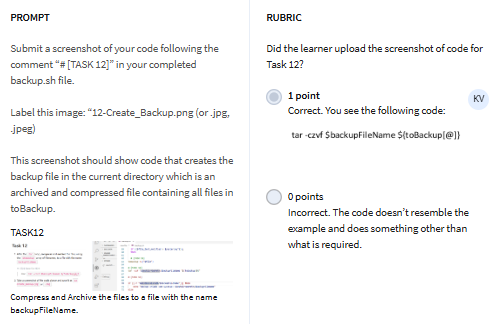 PROMPT
Submit a screenshot of your code following the
comment “# [TASK 12]” in your completed
backup.sh file.
Label this image: “12-Create_Backup.png (or .jpg,
.jpeg)
This screenshot should show code that creates the
backup file in the current directory which is an
archived and compressed file containing all files in
toBackup.
TASK12
Task 12
Compress and Archive the files to a file with the name
backupFileName.
RUBRIC
Did the learner upload the screenshot of code for
Task 12?
1 point
Correct. You see the following code:
tar -czvf $backupFileName ${toBackup[@]}
KV
0 points
Incorrect. The code doesn’t resemble the
example and does something other than
what is required.